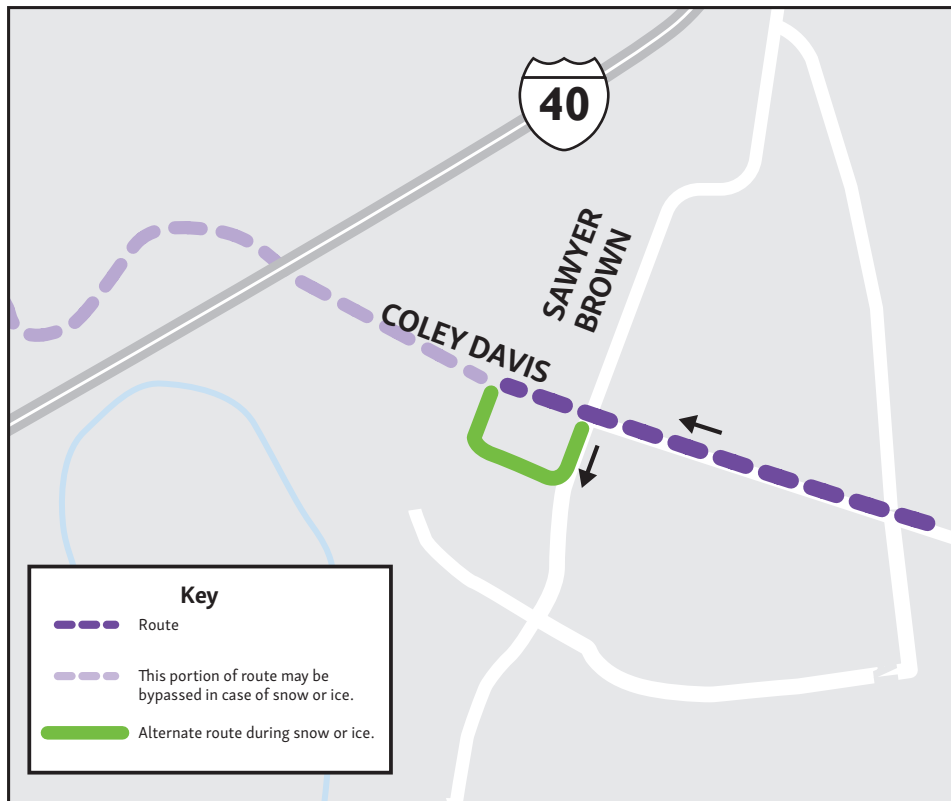 40
SAWYER
BROWN
COLEY DAVIS
Key
Route
This portion of route may be
bypassed in case of snow or ice.
Alternate route during snow or ice.